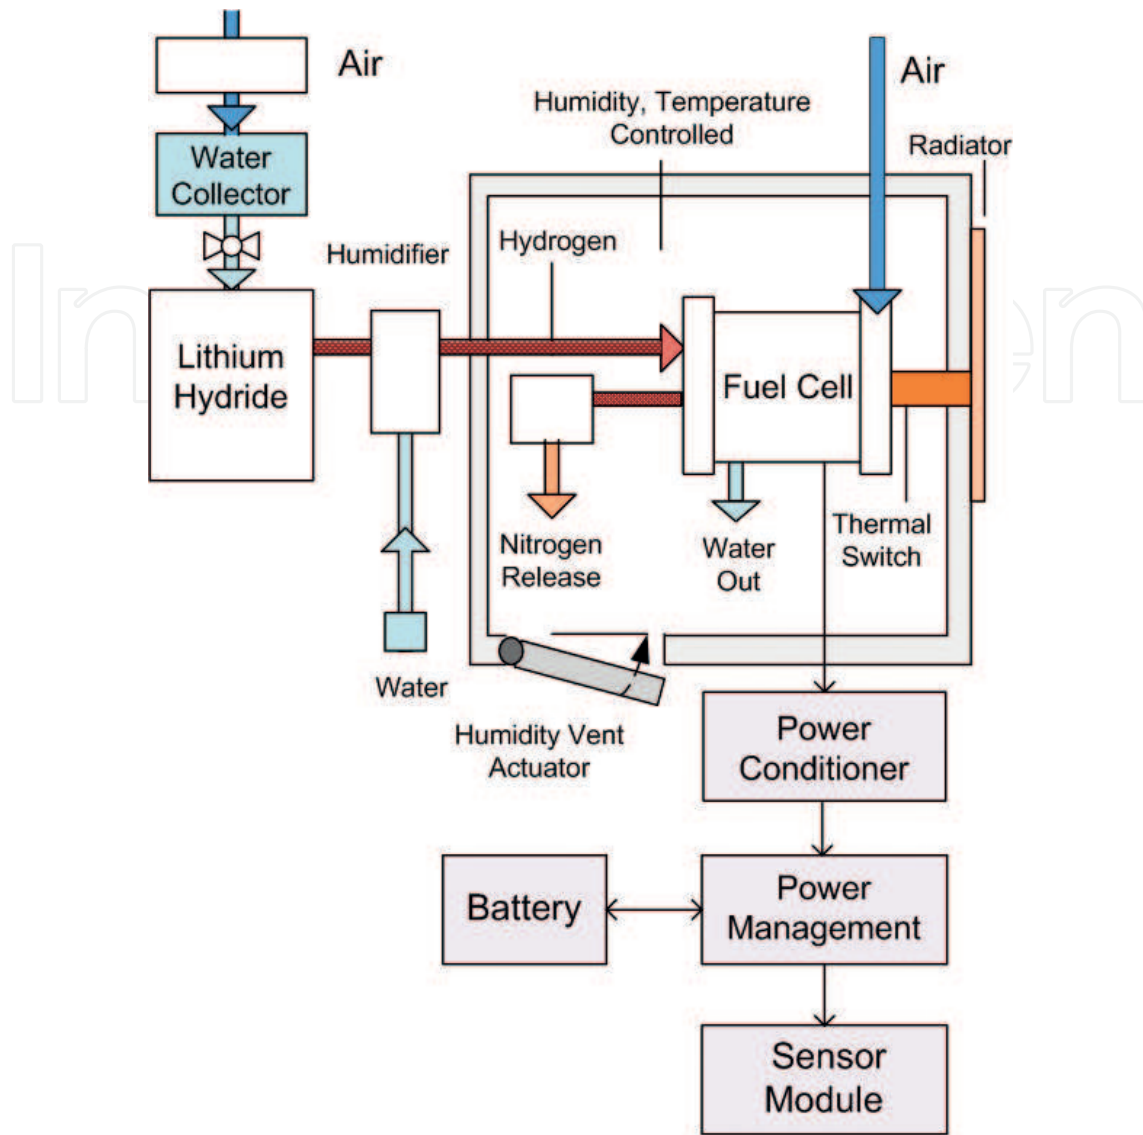 Air
Air
Humidity, Temperature
Controlled
Radiator
Water
Collector
Humidifier
Hydrogen
Lithium
Hydride
Fuel Cell
Nitrogen
Release
Water
Out
Thermal
Switch
Water
Humidity Vent
Actuator
Power
Conditioner
Battery
Power
Management
Sensor
Module